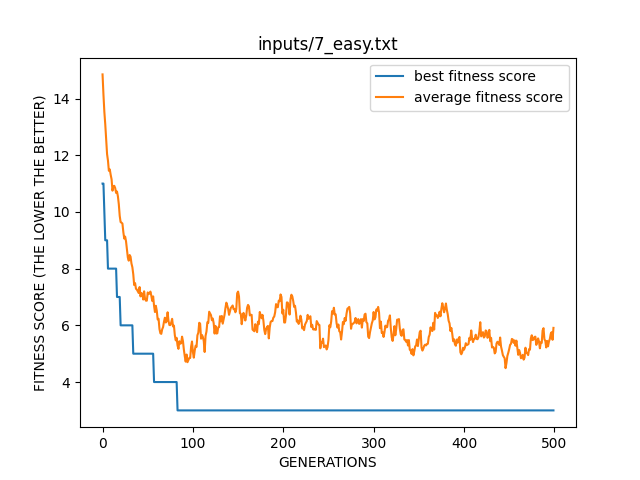 inputs/7_easy.txt
best fitness score
average fitness score
FITNESS SCORE (THE LOWER THE BETTER)
14
12
10
8
6
4
0 100 200 300 400 500
GENERATIONS